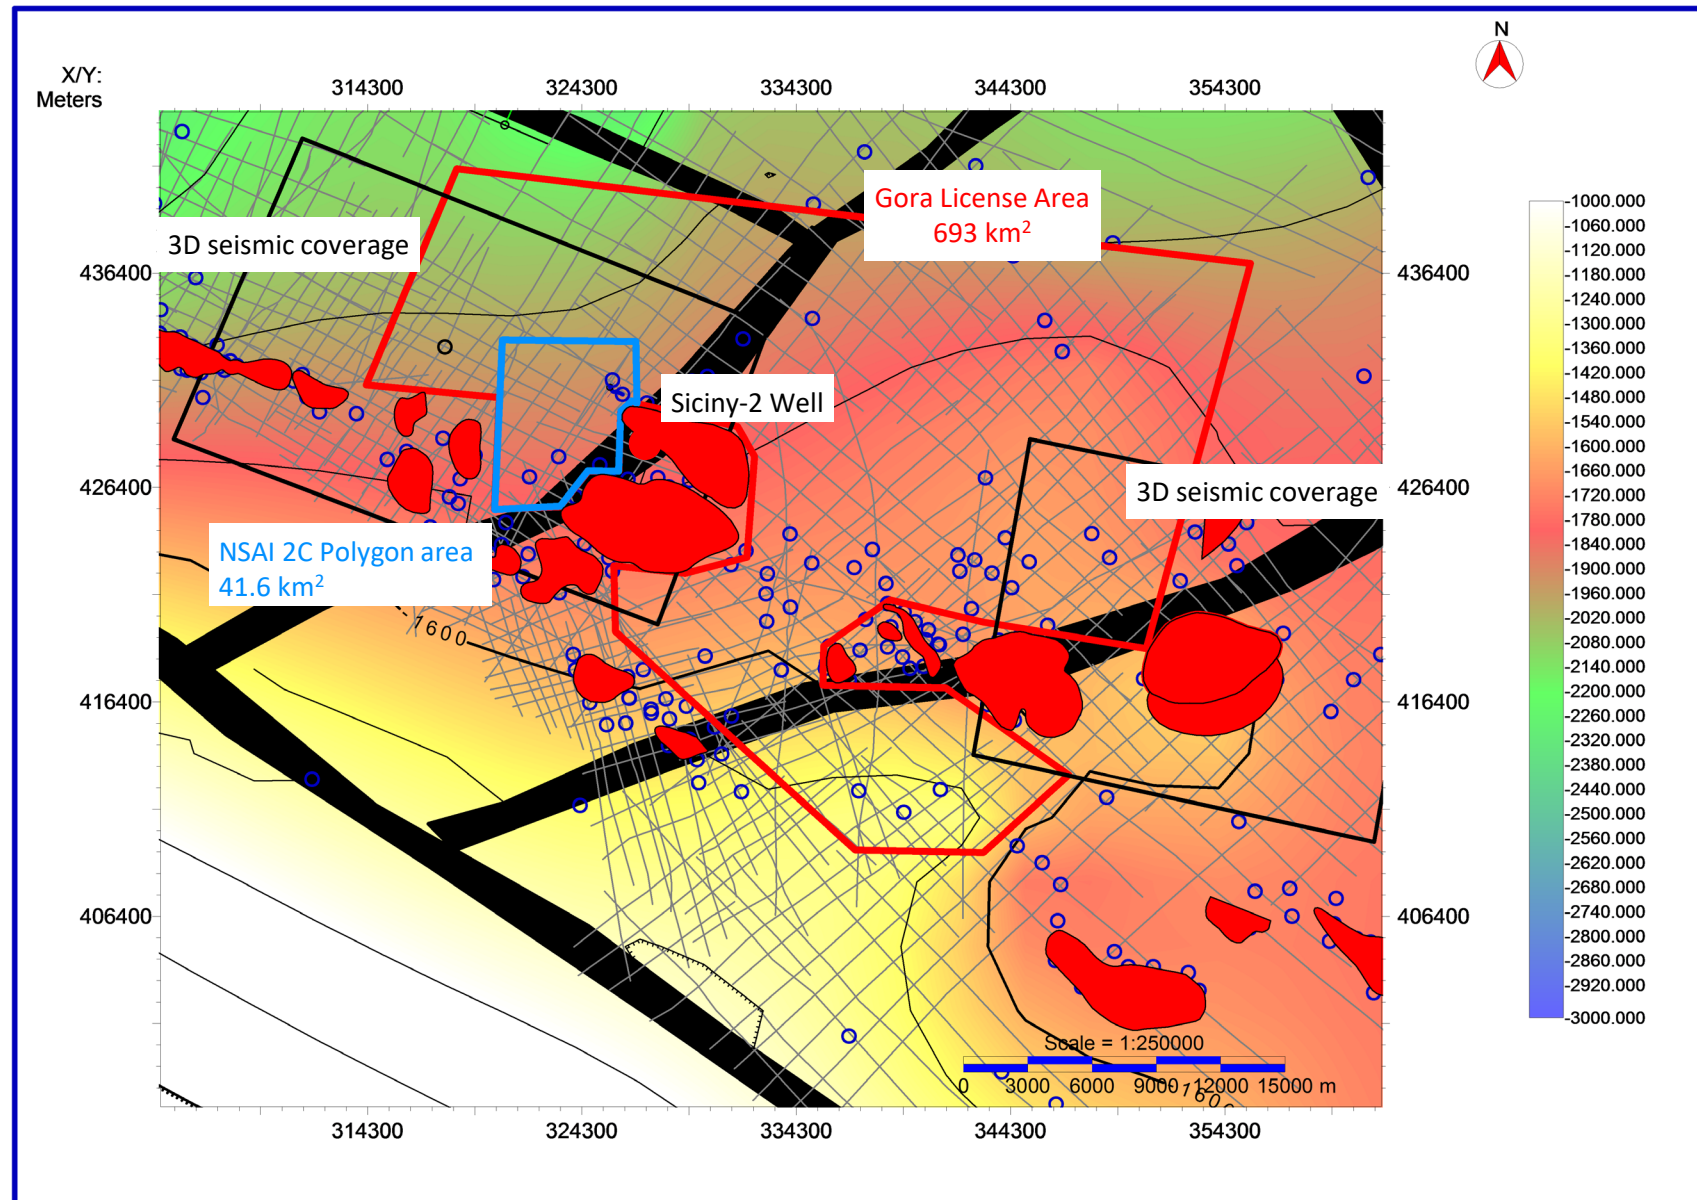 N
X/Y:
Meters
314300 324300 334300 344300 354300
Gora License Area
693 km²
3D seismic coverage
436400 436400
Siciny-2 Well
426400 426400
3D seismic coverage
NSAI 2C Polygon area
41.6 km²
-1600
416400 416400
406400 406400
Scale = 1:250000
0 3000 6000 9000 12000 15000 m
-1600
314300 324300 334300 344300 354300
-1000.000
-1060.000
-1120.000
-1180.000
-1240.000
-1300.000
-1360.000
-1420.000
-1480.000
-1540.000
-1600.000
-1660.000
-1720.000
-1780.000
-1840.000
-1900.000
-1960.000
-2020.000
-2080.000
-2140.000
-2200.000
-2260.000
-2320.000
-2380.000
-2440.000
-2500.000
-2560.000
-2620.000
-2680.000
-2740.000
-2800.000
-2860.000
-2920.000
-3000.000